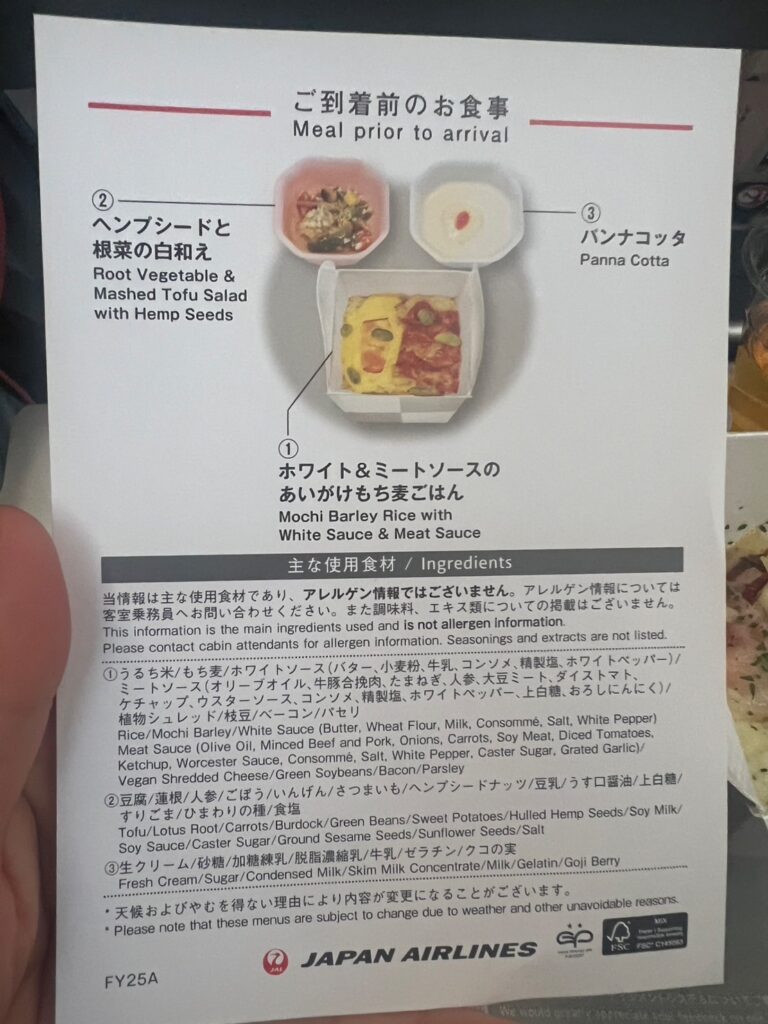 ご到着前のお食事
Meal prior to arrival
②
ヘンプシードと
根菜の白和え
Root Vegetable &
Mashed Tofu Salad
with Hemp Seeds
③
パンナコッタ
Panna Cotta
①
ホワイト&ミートソースの
あいがけもち麦ごはん
Mochi Barley Rice with
White Sauce & Meat Sauce
主な使用食材 / Ingredients
当情報は主な使用食材であり、アレルゲン情報ではございません。アレルゲン情報については
客室乗務員へお問い合わせください。また調味料、エキス類についての掲載はございません。
This information is the main ingredients used and is not allergen information.
Please contact cabin attendants for allergen information. Seasonings and extracts are not listed.
①うるち米/もち麦/ホワイトソース(バター、小麦粉、牛乳、コンソメ、精製塩、ホワイトペッパー)/
ミートソース(オリーブオイル、牛豚合挽肉、たまねぎ、人参、大豆ミート、ダイストマト、
ケチャップ、ウスターソース、コンソメ、精製塩、ホワイトペッパー、上白糖、おろしにんにく)/
植物シュレッド/枝豆/ベーコン/パセリ
Rice/Mochi Barley/White Sauce (Butter, Wheat Flour, Milk, Consommé, Salt, White Pepper)
Meat Sauce (Olive Oil, Minced Beef and Pork, Onions, Carrots, Soy Meat, Diced Tomatoes,
Ketchup, Worcester Sauce, Consommé, Salt, White Pepper, Caster Sugar, Grated Garlic)/
Vegan Shredded Cheese/Green Soybeans/Bacon/Parsley
②豆腐/蓮根/人参/ごぼう/いんげん/さつまいも/ヘンプシードナッツ/豆乳/うす口醤油/上白糖/
すりごま/ひまわりの種/食塩
Tofu/Lotus Root/Carrots/Burdock/Green Beans/Sweet Potatoes/Hulled Hemp Seeds/Soy Milk/
Soy Sauce/Caster Sugar/Ground Sesame Seeds/Sunflower Seeds/Salt
③生クリーム/砂糖/加糖練乳/脱脂濃縮乳/牛乳/ゼラチン/クコの実
Fresh Cream/Sugar/Condensed Milk/Skim Milk Concentrate/Milk/Gelatin/Goji Berry
* 天候およびやむを得ない理由により内容が変更になることがございます。
* Please note that these menus are subject to change due to weather and other unavoidable reasons.
FY25A
JAL
JAPAN AIRLINES
FSC
MIX
We would greatly appreciate your feedback on